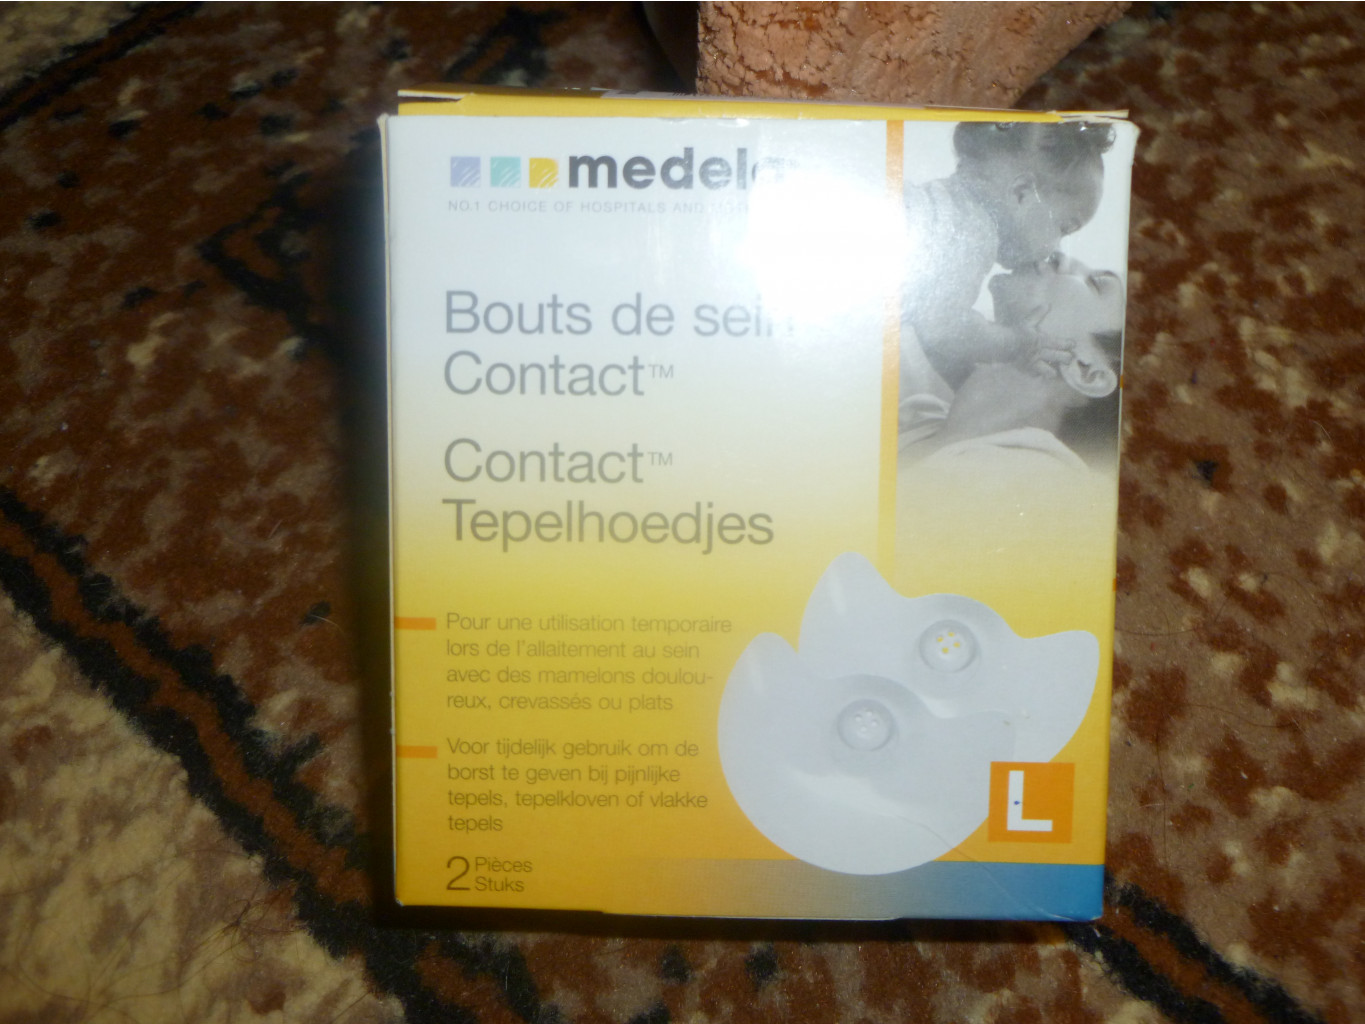 medela
NO.1 CHOICE OF HOSPITALS AND
Bouts de sein
Contact™
Contact™
Tepelhoedjes
Pour une utilisation temporaire
lors de l'allaitement au sein
avec des mamelons doulou-
reux, crevassés ou plats
Voor tijdelijk gebruik om de
borst te geven bij pijnlijke
tepels, tepelkloven of vlakke
tepels
2 Pièces
Stuks
L